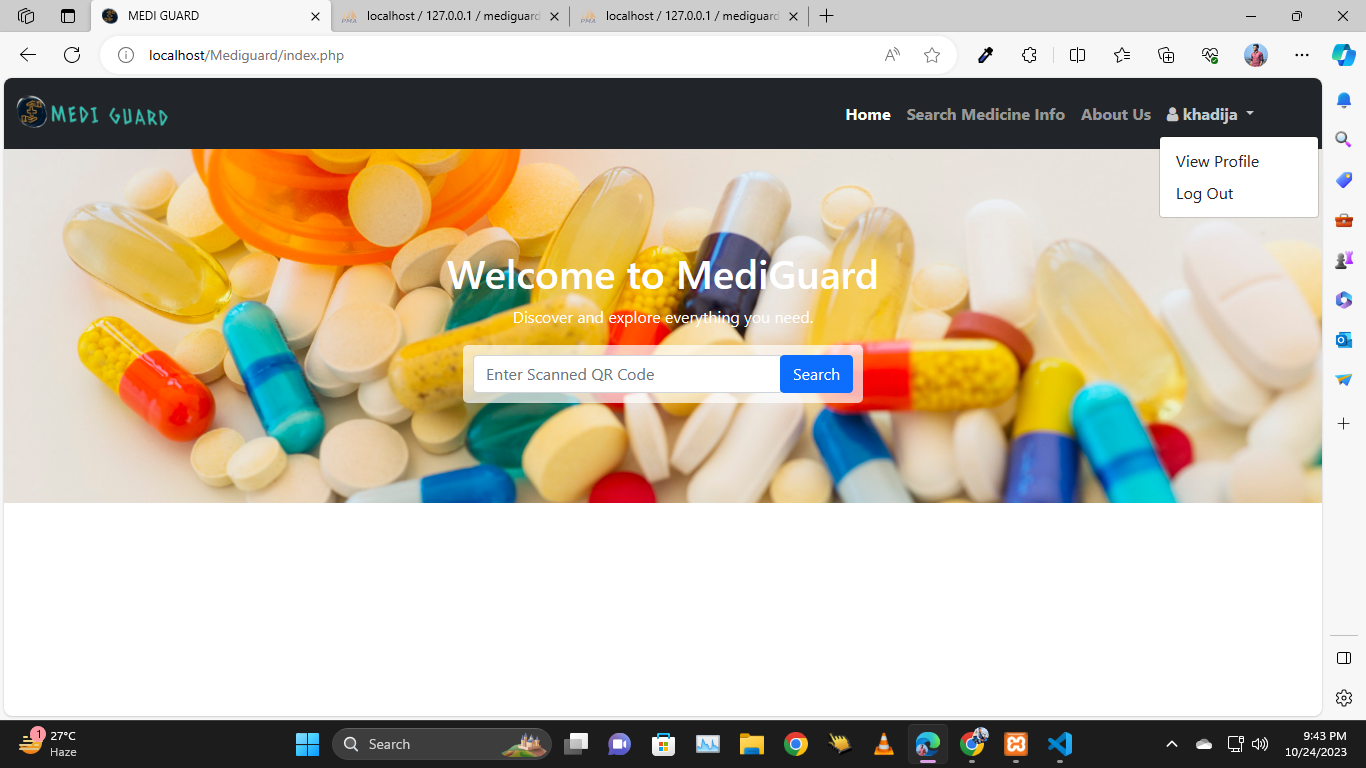 MEDI GUARD
localhost / 127.0.0.1 / mediguard
localhost / 127.0.0.1 / mediguard
localhost/Mediguard/index.php
MEDI GUARD
Home
Search Medicine Info
About Us
khadija
View Profile
Log Out
Welcome to MediGuard
Discover and explore everything you need.
Enter Scanned QR Code
Search
1
27°C
Haze
Search
9:43 PM
10/24/2023